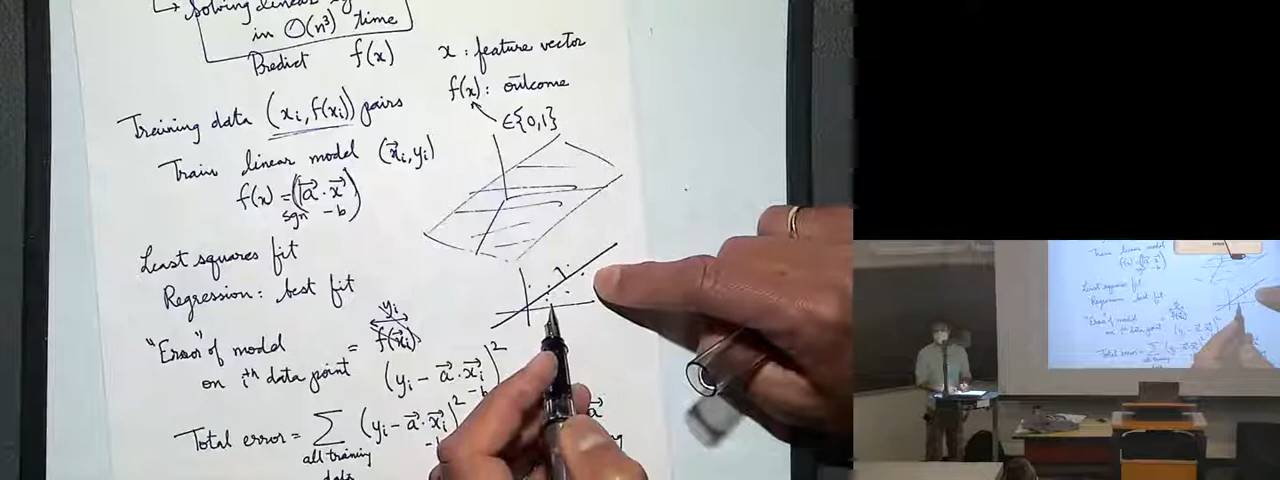 Solving linear
in O(n³) time
Predict f(x)
x : feature vector
f(x) : outcome
∈{0,1}
Training data (xᵢ, f(xᵢ)) pairs
Train linear model (x⃗ᵢ, yᵢ)
f(x) = (a⃗ · x⃗
sgn - b)
Least squares fit
Regression: best fit
"Error" of model
on iᵗʰ data point
= yᵢ ↔ f(x⃗ᵢ)
(yᵢ - a⃗ · x⃗ᵢ - b)²
Total error = ∑ (yᵢ - a⃗ · x⃗ᵢ - b)²
all training
data
a⃗